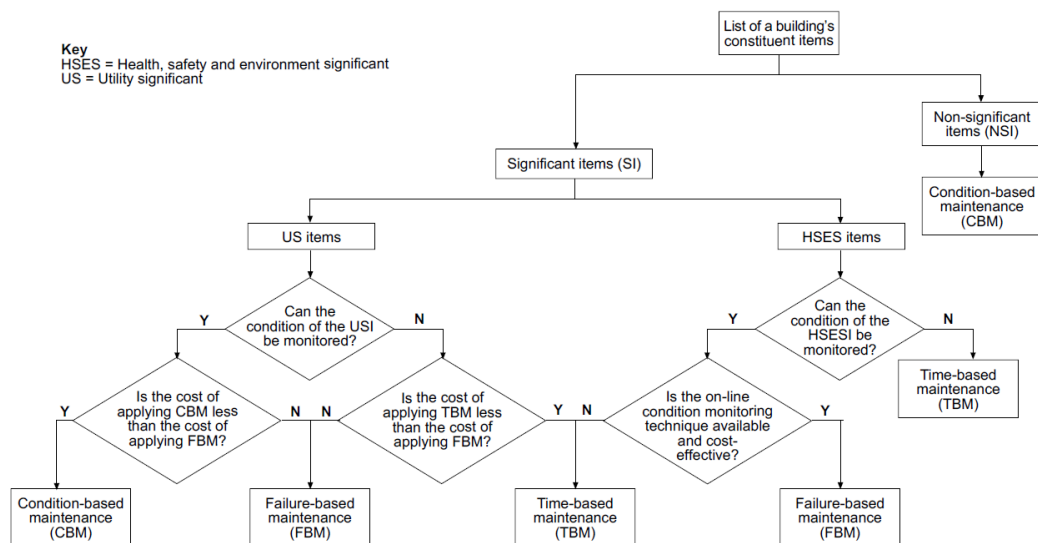 List of a building's
constituent items
Key
HSES = Health, safety and environment significant
US = Utility significant
Non-significant
items (NSI)
Significant items (SI)
Condition-based
maintenance
(CBM)
US items
HSES items
Can the
condition of the USI
be monitored?
Y
N
Can the
condition of the
HSESI be
monitored?
Y
N
Time-based
maintenance
(TBM)
Is the cost of
applying CBM less
than the cost of
applying FBM?
Y
N
Is the cost of
applying TBM less
than the cost of
applying FBM?
N
Y
Is the on-line
condition monitoring
technique available
and cost-
effective?
N
Y
Condition-based
maintenance
(CBM)
Failure-based
maintenance
(FBM)
Time-based
maintenance
(TBM)
Failure-based
maintenance
(FBM)